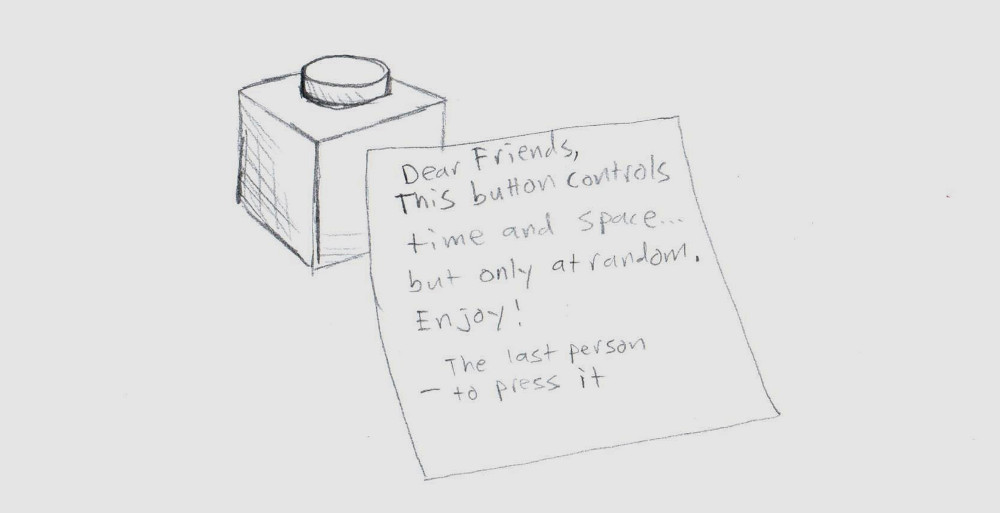 Dear Friends,
This button controls
time and space...
but only at random.
Enjoy!
The last person
- to press it